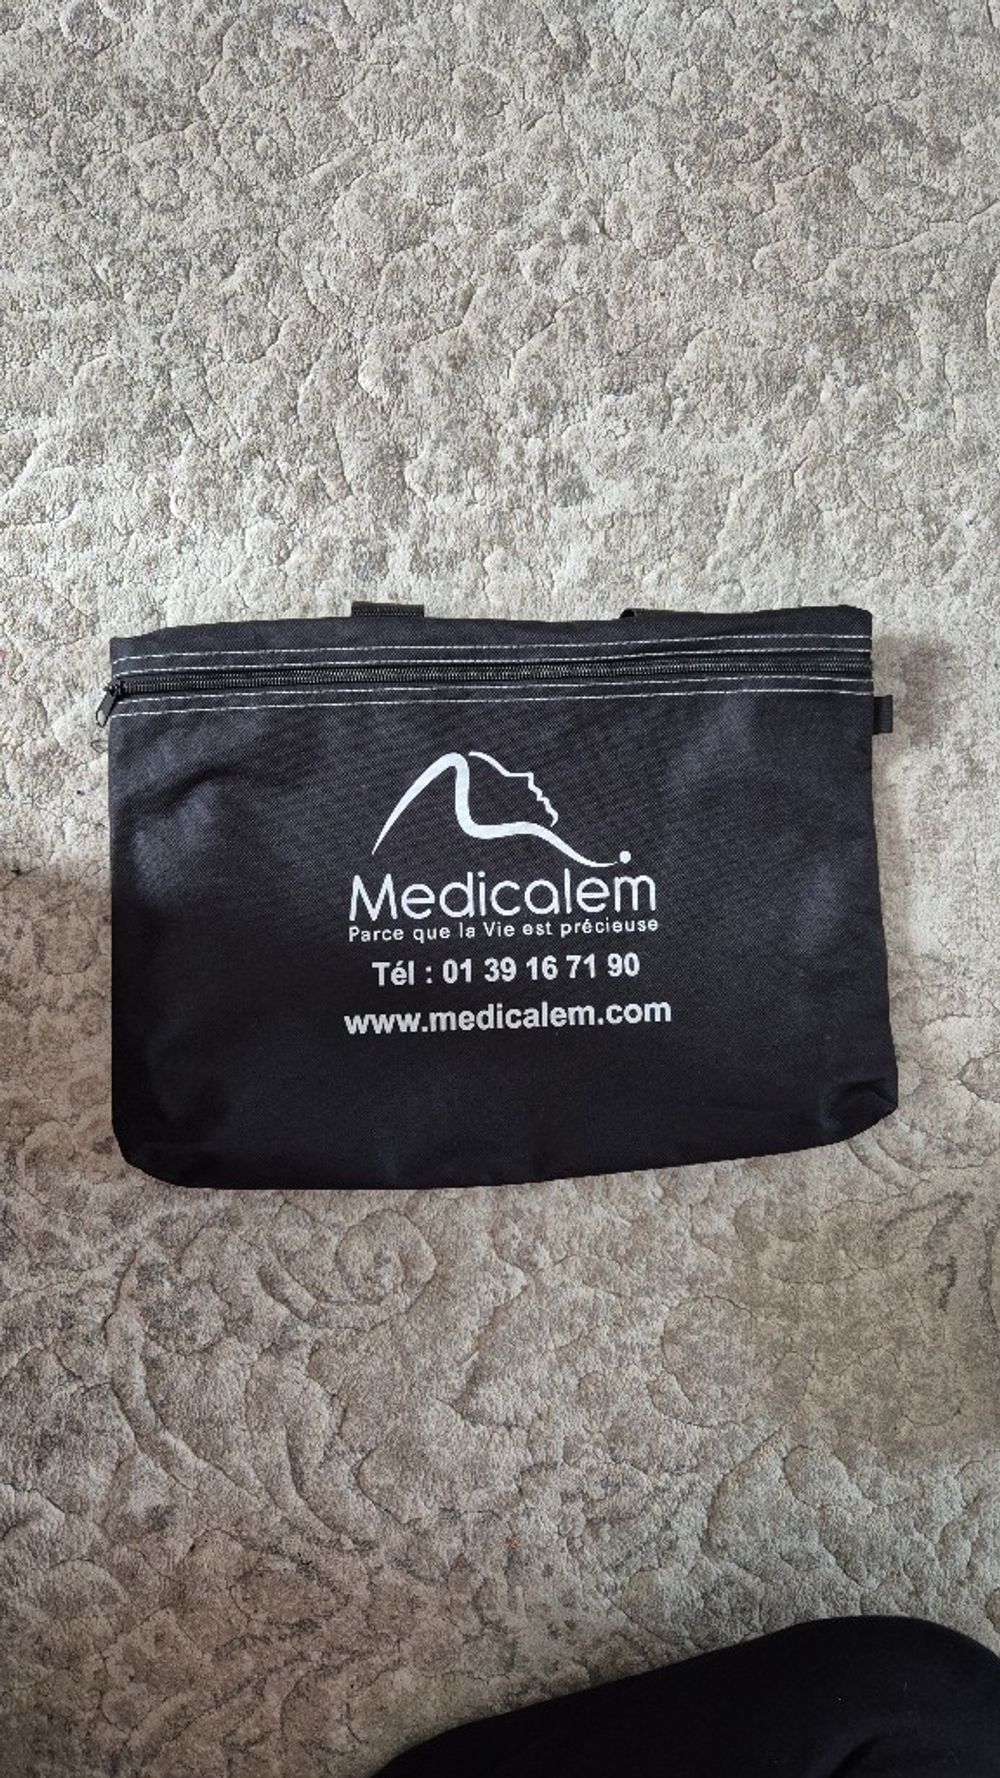 Medicalem
Parce que la Vie est précieuse
Tél : 01 39 16 71 90
www.medicalem.com